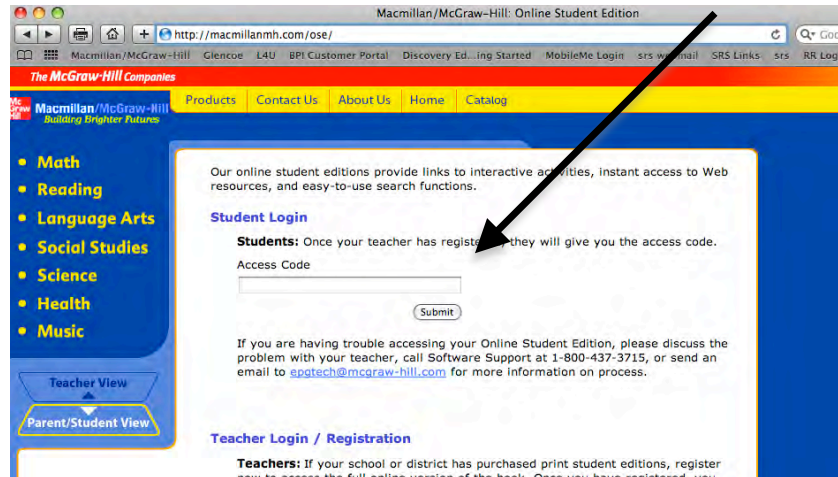 Macmillan/McGraw-Hill: Online Student Edition
http://macmillanmh.com/ose/
Macmillan/McGraw-Hill Glencoe L4U BPI Customer Portal Discovery Ed...ing Started MobileMe Login srs webmail SRS Links srs RR Log
The McGraw-Hill Companies
Mc Graw Hill
Macmillan/McGraw-Hill
Building Brighter Futures
Products Contact Us About Us Home Catalog
Math
Reading
Language Arts
Social Studies
Science
Health
Music
Teacher View
Parent/Student View
Our online student editions provide links to interactive activities, instant access to Web
resources, and easy-to-use search functions.
Student Login
Students: Once your teacher has they will give you the access code.
Access Code
Submit
If you are having trouble accessing your Online Student Edition, please discuss the
problem with your teacher, call Software Support at 1-800-437-3715, or send an
email to epgtech@mcgraw-hill.com for more information on process.
Teacher Login / Registration
Teachers: If your school or district has purchased print student editions, register